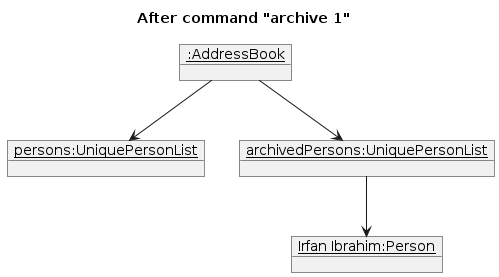 After command "archive 1"
:AddressBook
persons:UniquePersonList
archivedPersons:UniquePersonList
Irfan Ibrahim:Person